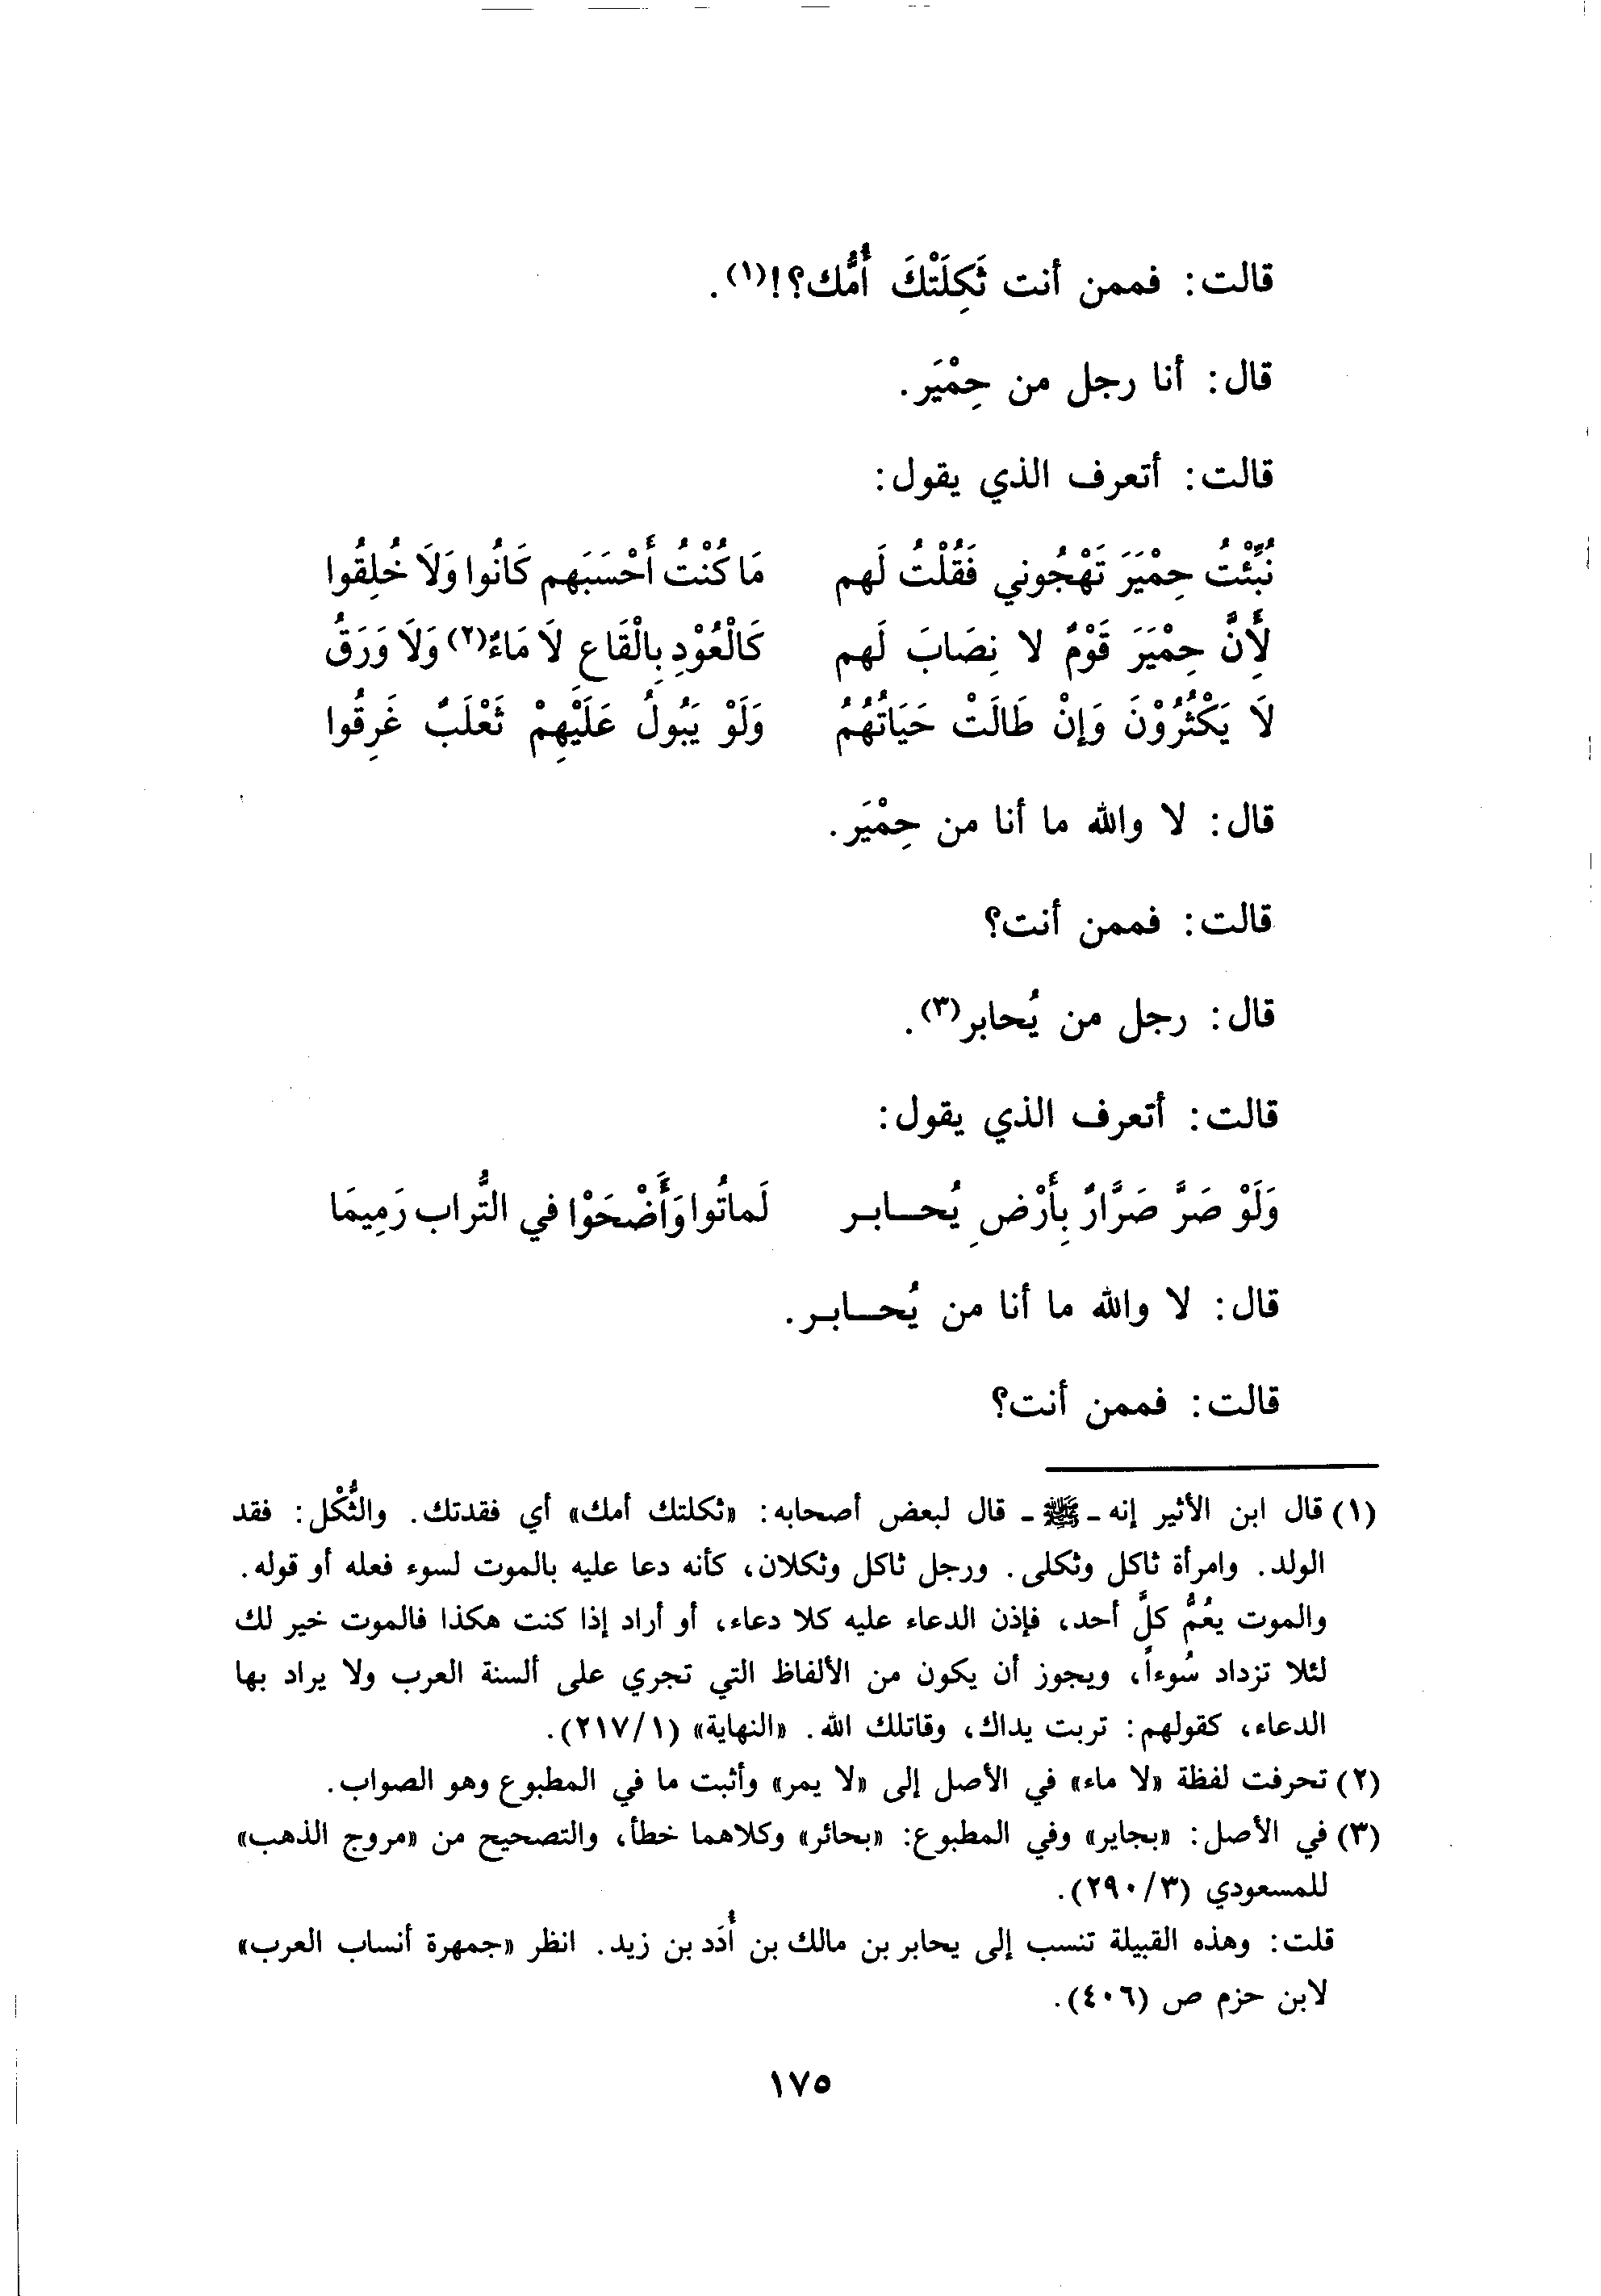 قالت: فممن أنت ثَكِلَتْكَ أُمُّك؟!(١).
قال: أنا رجل من حِمْيَر.
قالت: أتعرف الذي يقول:
نُبِّئْتُ حِمْيَرَ تَهْجُوني فَقُلْتُ لَهم مَا كُنْتُ أَحْسَبَهم كَانُوا وَلَا خُلِقُوا
لأَنَّ حِمْيَرَ قَوْمٌ لا نِصَابَ لَهم كَالْعُوْدِ بِالْقَاعِ لَا مَاءٌ(٢) وَلَا وَرَقُ
لَا يَكْثُرُوْنَ وَإِنْ طَالَتْ حَيَاتُهُمُ وَلَوْ يَبُولُ عَلَيْهِمْ ثَعْلَبٌ غَرِقُوا
قال: لا والله ما أنا من حِمْيَر.
قالت: فممن أنت؟
قال: رجل من يُحابر(٣).
قالت: أتعرف الذي يقول:
وَلَوْ صَرَّ صَرَّارٌ بِأَرْضِ يُحــابـر لَماتُوا وَأَضْحَوْا في التُّراب رَمِيمَا
قال: لا والله ما أنا من يُحــابـر.
قالت: فممن أنت؟
(١) قال ابن الأثير إنه - ﷺ - قال لبعض أصحابه: «ثكلتك أمك» أي فقدتك. والثُّكْل: فقد
الولد. وامرأة ثاكل وثكلى. ورجل ثاكل وثكلان، كأنه دعا عليه بالموت لسوء فعله أو قوله.
والموت يعُمُّ كلَّ أحد، فإذن الدعاء عليه كلا دعاء، أو أراد إذا كنت هكذا فالموت خير لك
لئلا تزداد سُوءاً، ويجوز أن يكون من الألفاظ التي تجري على ألسنة العرب ولا يراد بها
الدعاء، كقولهم: تربت يداك، وقاتلك الله. «النهاية» (٢١٧/١).
(٢) تحرفت لفظة «لا ماء» في الأصل إلى «لا يمر» وأثبت ما في المطبوع وهو الصواب.
(٣) في الأصل: «بجاير» وفي المطبوع: «بحائر» وكلاهما خطأ، والتصحيح من «مروج الذهب»
للمسعودي (٢٩٠/٣).
قلت: وهذه القبيلة تنسب إلى يحابر بن مالك بن أُدَد بن زيد. انظر «جمهرة أنساب العرب»
لابن حزم ص (٤٠٦).
١٧٥